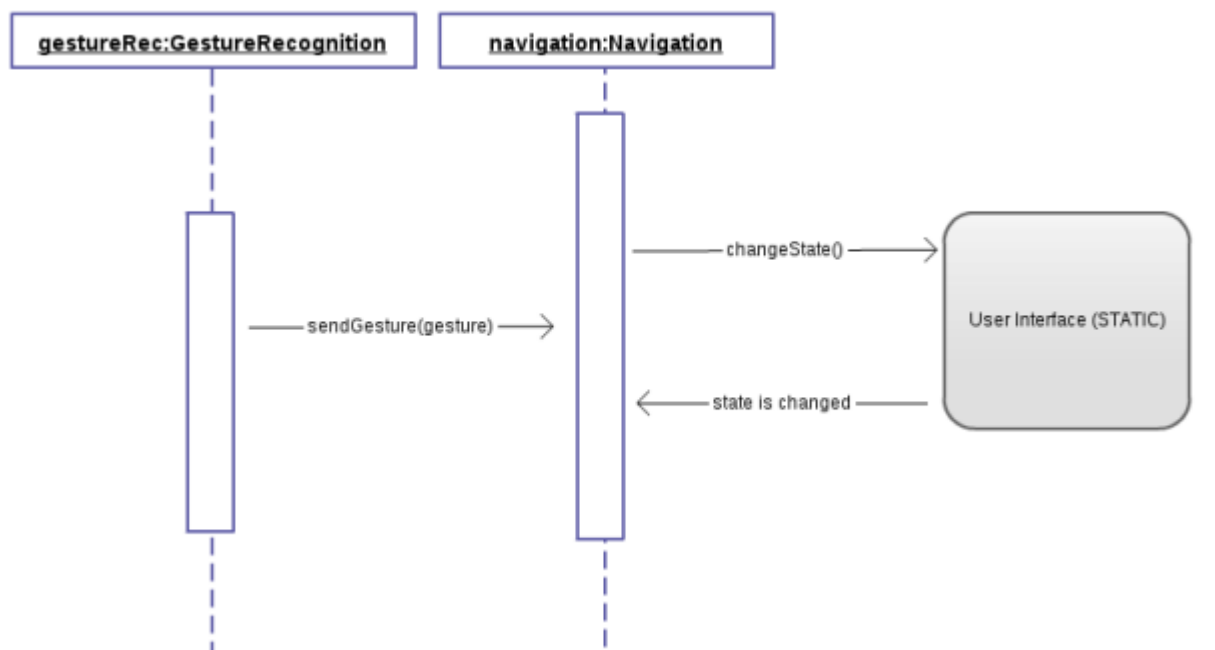 gestureRec:GestureRecognition
navigation:Navigation
changeState()
User Interface (STATIC)
sendGesture(gesture)
state is changed